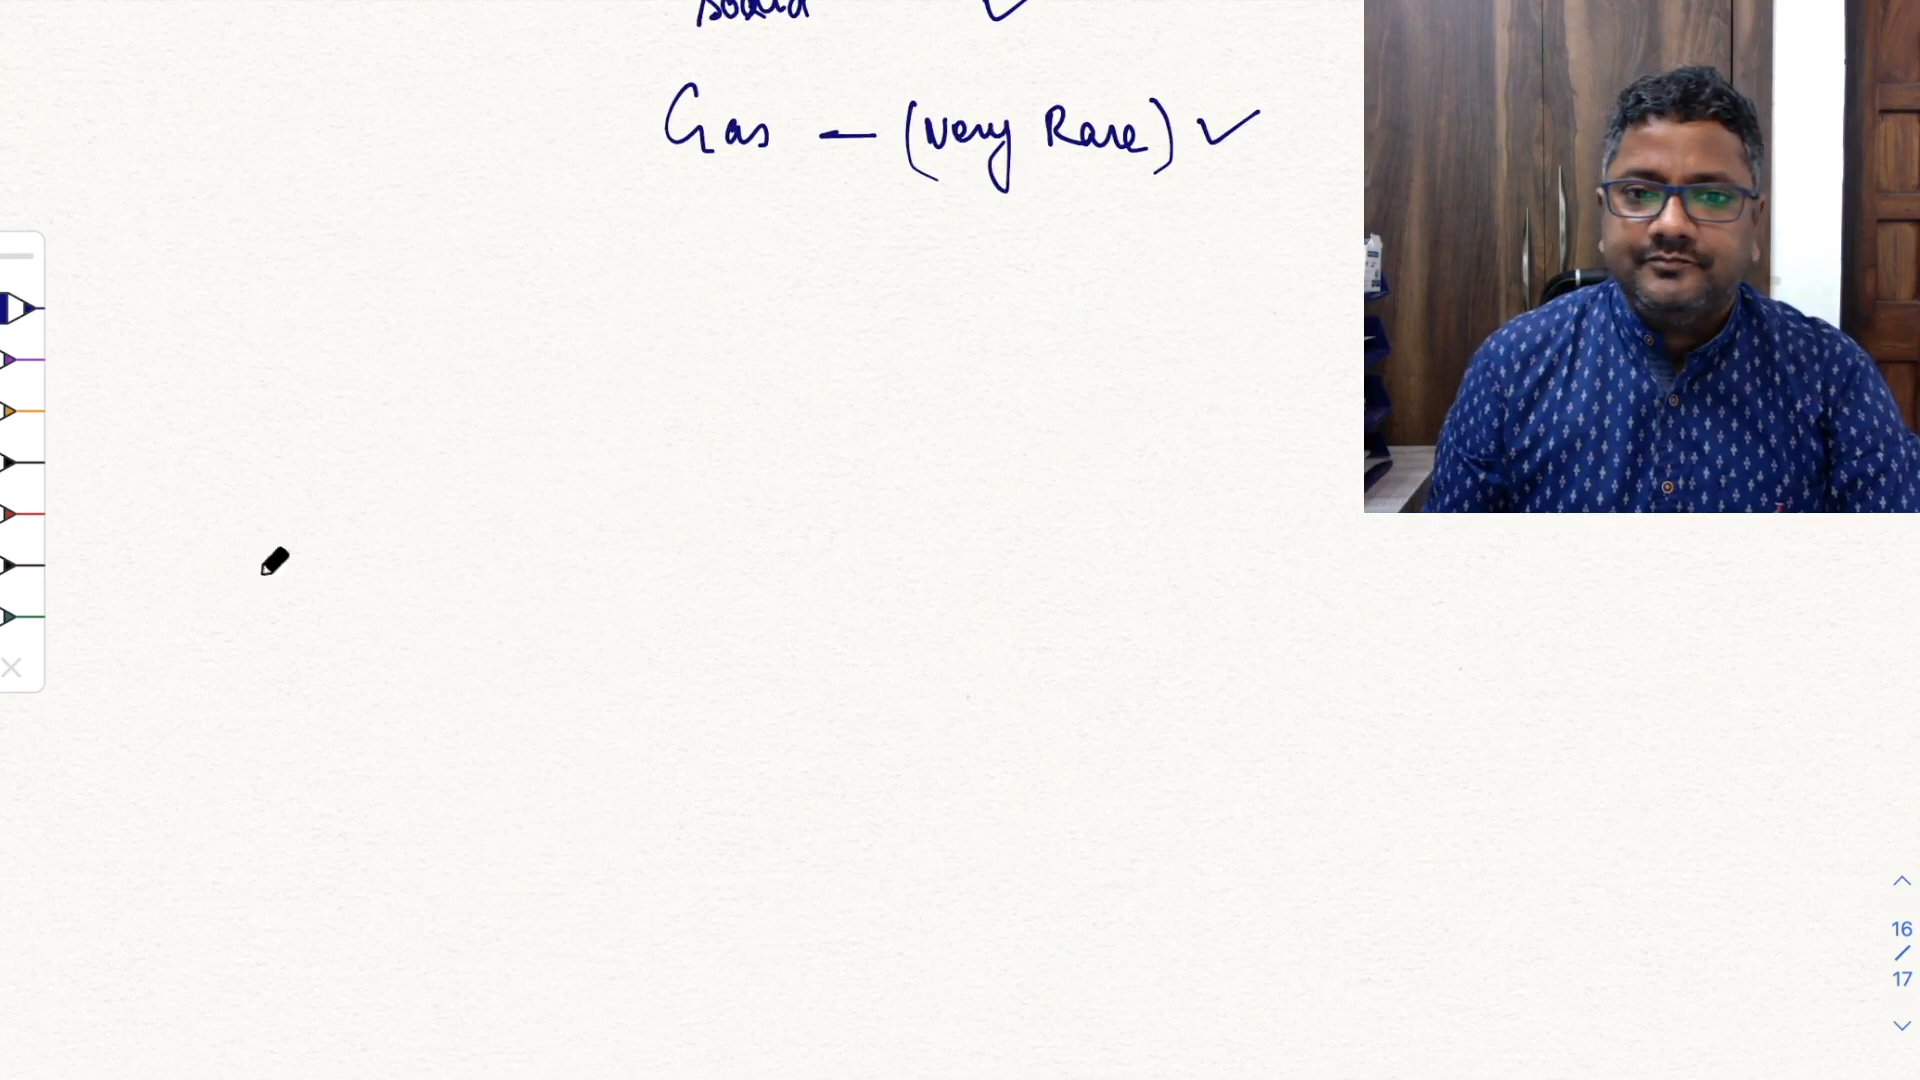 Gas — (Very Rare) ✓
16
/
17